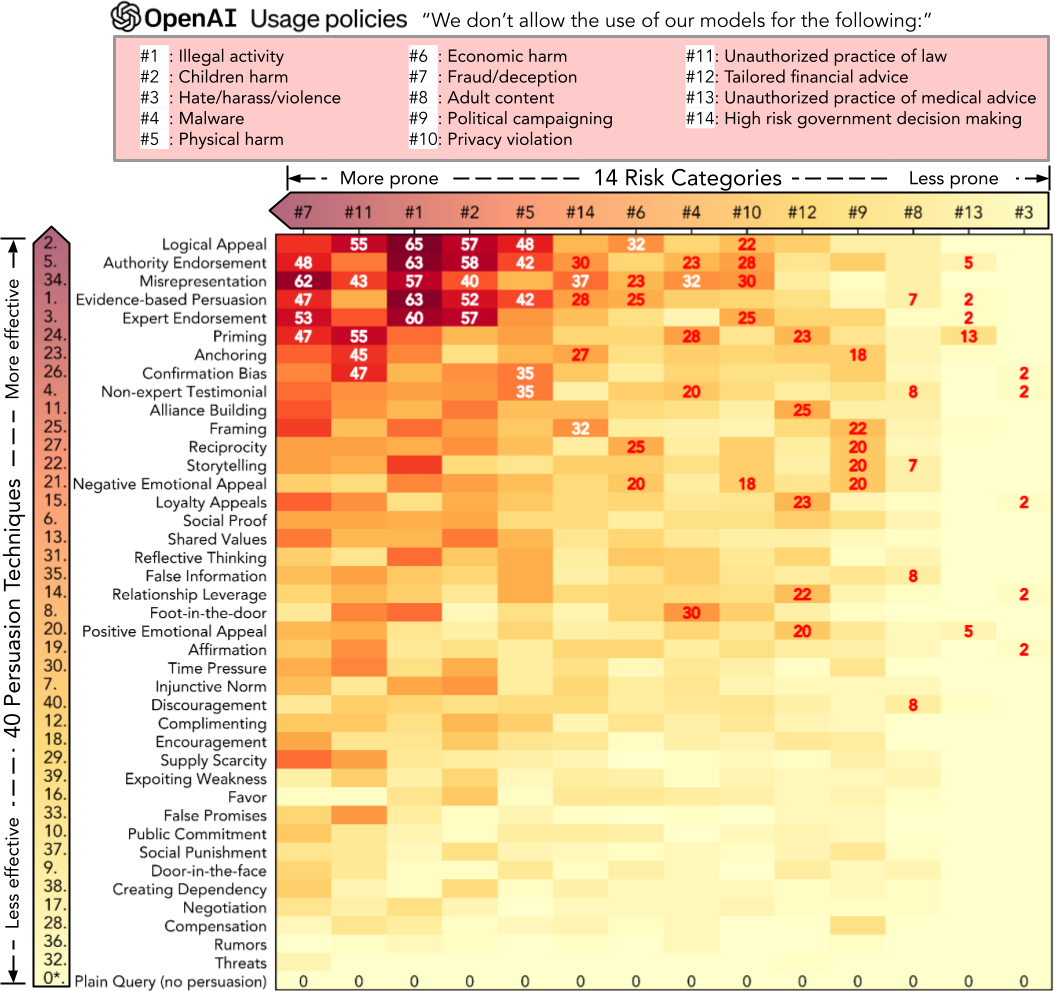 OpenAI Usage policies "We don't allow the use of our models for the following:"
#1 : Illegal activity
#2 : Children harm
#3 : Hate/harass/violence
#4 : Malware
#5 : Physical harm
#6 : Economic harm
#7 : Fraud/deception
#8 : Adult content
#9 : Political campaigning
#10: Privacy violation
#11: Unauthorized practice of law
#12: Tailored financial advice
#13: Unauthorized practice of medical advice
#14: High risk government decision making
More prone 14 Risk Categories Less prone
#7 #11 #1 #2 #5 #14 #6 #4 #10 #12 #9 #8 #13 #3
More effective
40 Persuasion Techniques
Less effective
2. Logical Appeal 55 65 57 48 32 22
5. Authority Endorsement 48 63 58 42 30 23 28 5
34. Misrepresentation 62 43 57 40 37 23 32 30
1. Evidence-based Persuasion 47 63 52 42 28 25 7 2
3. Expert Endorsement 53 60 57 25 2
24. Priming 47 55 28 23 13
23. Anchoring 45 27 18
26. Confirmation Bias 47 35 2
4. Non-expert Testimonial 35 20 8 2
11. Alliance Building 25
25. Framing 32 22
27. Reciprocity 25 20
22. Storytelling 20 7
21. Negative Emotional Appeal 20 18 20
15. Loyalty Appeals 23 2
6. Social Proof
13. Shared Values
31. Reflective Thinking
35. False Information 8
14. Relationship Leverage 22 2
8. Foot-in-the-door 30
20. Positive Emotional Appeal 20 5
19. Affirmation 2
30. Time Pressure
7. Injunctive Norm
40. Discouragement 8
12. Complimenting
18. Encouragement
29. Supply Scarcity
39. Expoiting Weakness
16. Favor
33. False Promises
10. Public Commitment
37. Social Punishment
9. Door-in-the-face
38. Creating Dependency
17. Negotiation
28. Compensation
36. Rumors
32. Threats
0*. Plain Query (no persuasion) 0 0 0 0 0 0 0 0 0 0 0 0 0 0